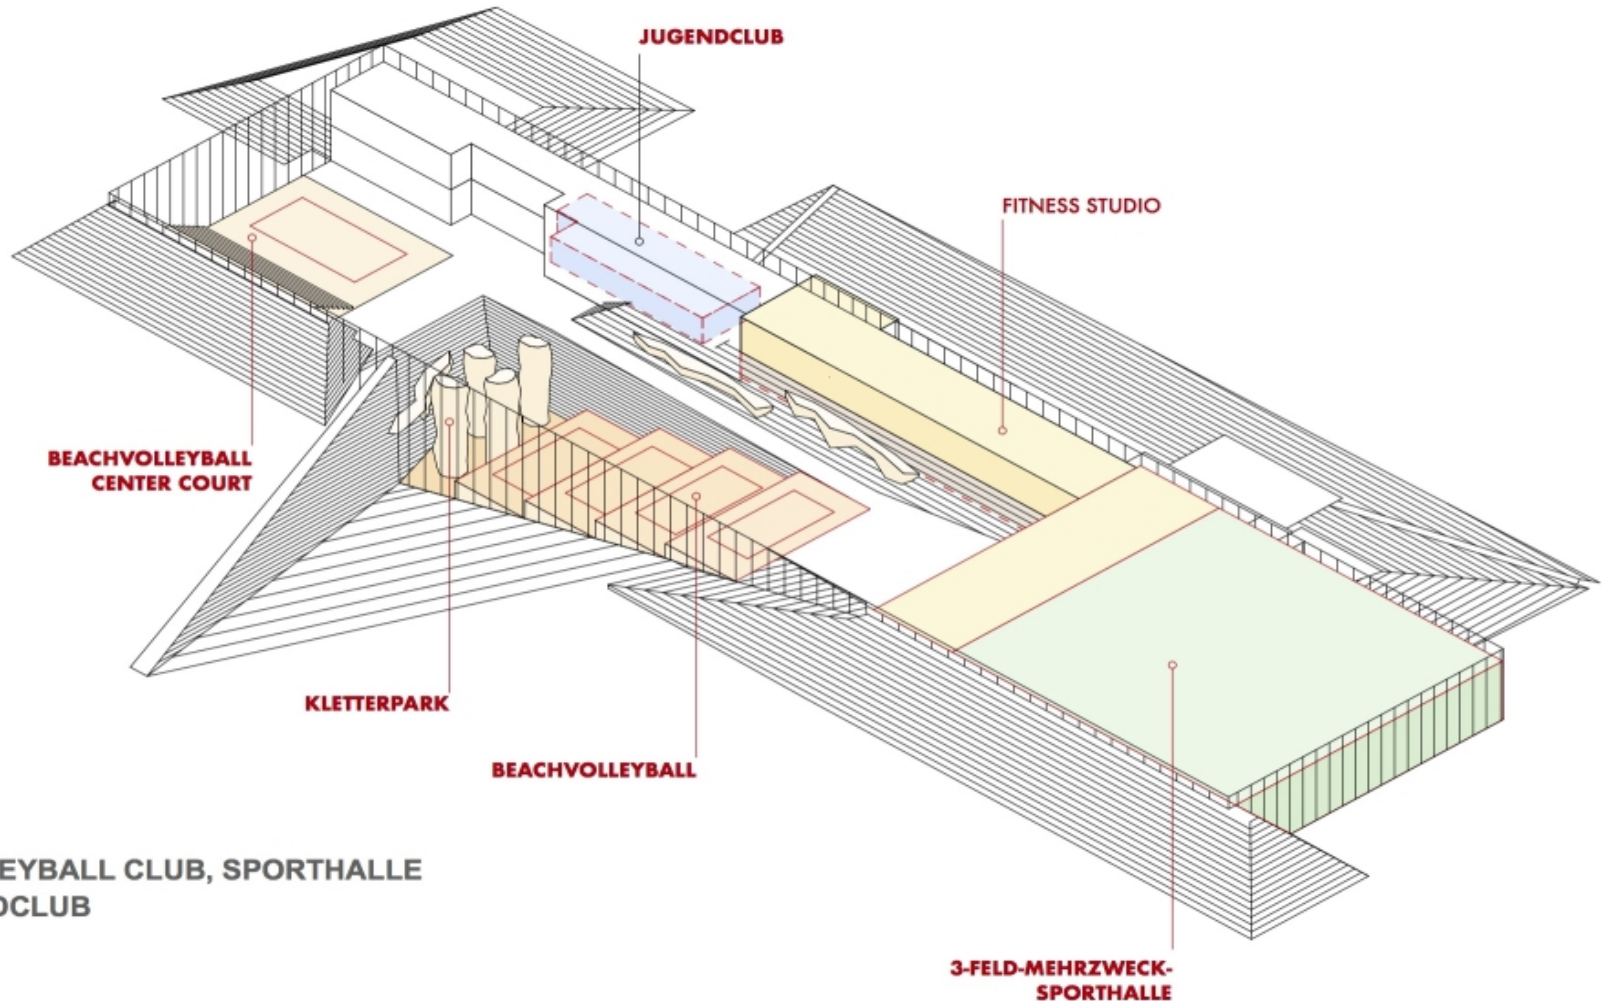 JUGENDCLUB
FITNESS STUDIO
BEACHVOLLEYBALL
CENTER COURT
KLETTERPARK
BEACHVOLLEYBALL
EYBALL CLUB, SPORTHALLE
DCLUB
3-FELD-MEHRZWECK-
SPORTHALLE